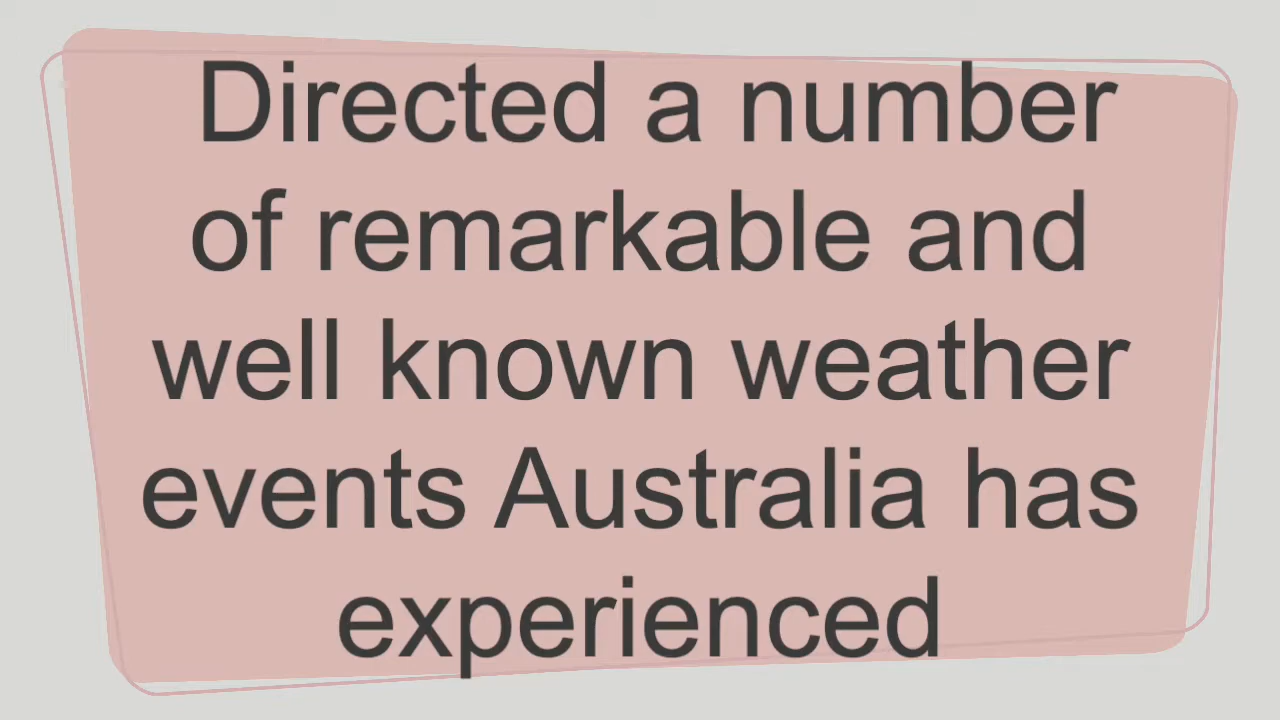 Directed a number
of remarkable and
well known weather
events Australia has
experienced